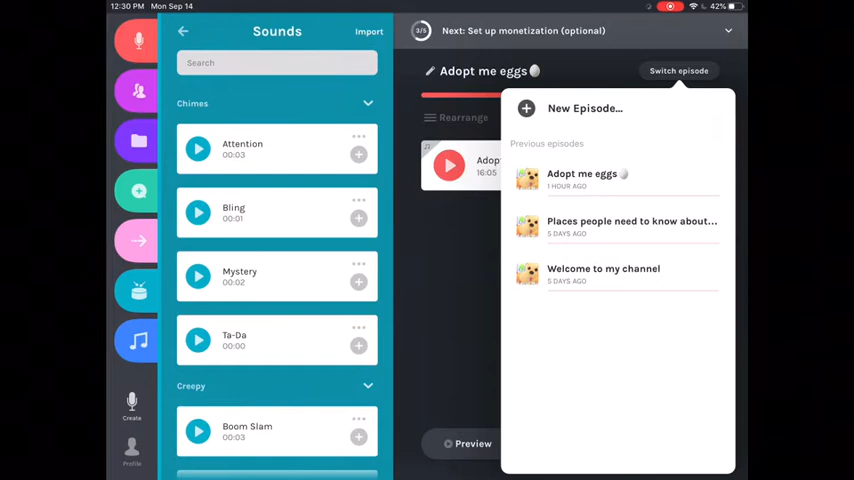 12:30 PM Mon Sep 14
42%
Sounds
Import
Search
Chimes
Attention
00:03
Bling
00:01
Mystery
00:02
Ta-Da
00:00
Creepy
Boom Slam
00:03
Create
Profile
3/5
Next: Set up monetization (optional)
Adopt me eggs🥚
Switch episode
Rearrange
Adop
16:05
Preview
New Episode...
Previous episodes
Adopt me eggs🥚
1 HOUR AGO
Places people need to know about...
5 DAYS AGO
Welcome to my channel
5 DAYS AGO